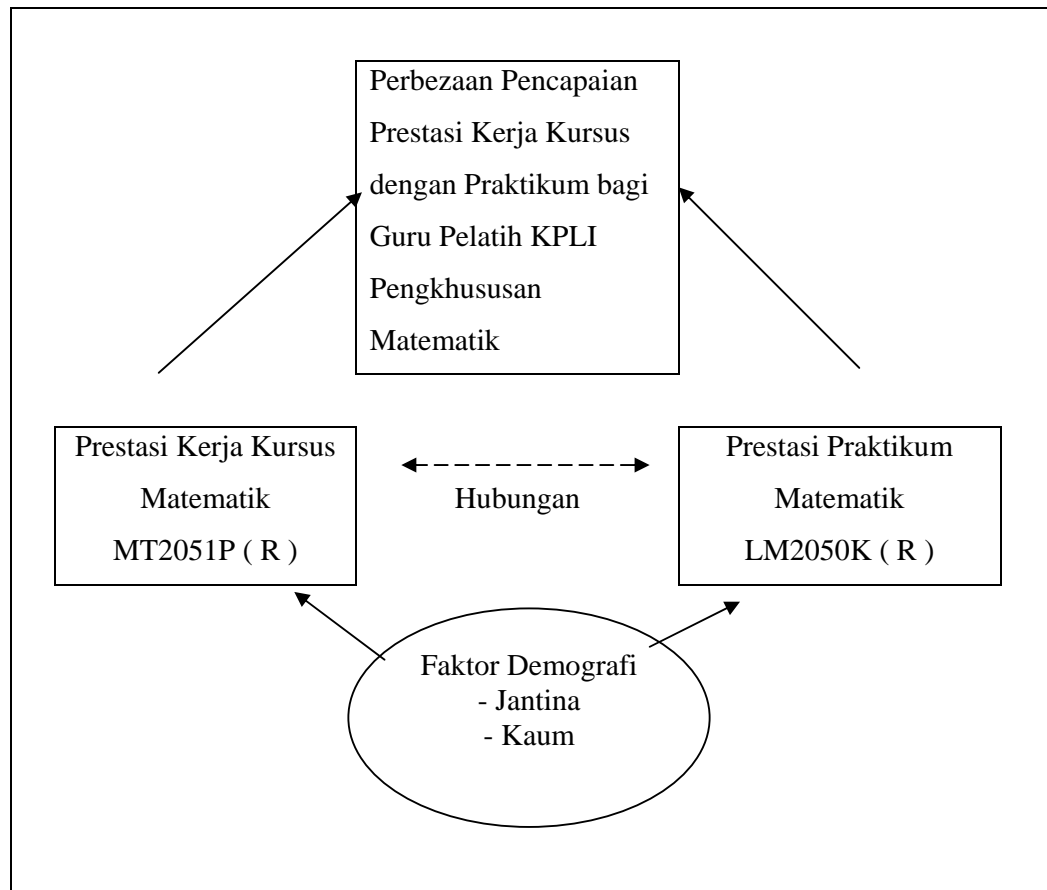 Perbezaan Pencapaian
Prestasi Kerja Kursus
dengan Praktikum bagi
Guru Pelatih KPLI
Pengkhususan
Matematik
Prestasi Kerja Kursus
Matematik
MT2051P ( R )
Hubungan
Prestasi Praktikum
Matematik
LM2050K ( R )
Faktor Demografi
- Jantina
- Kaum